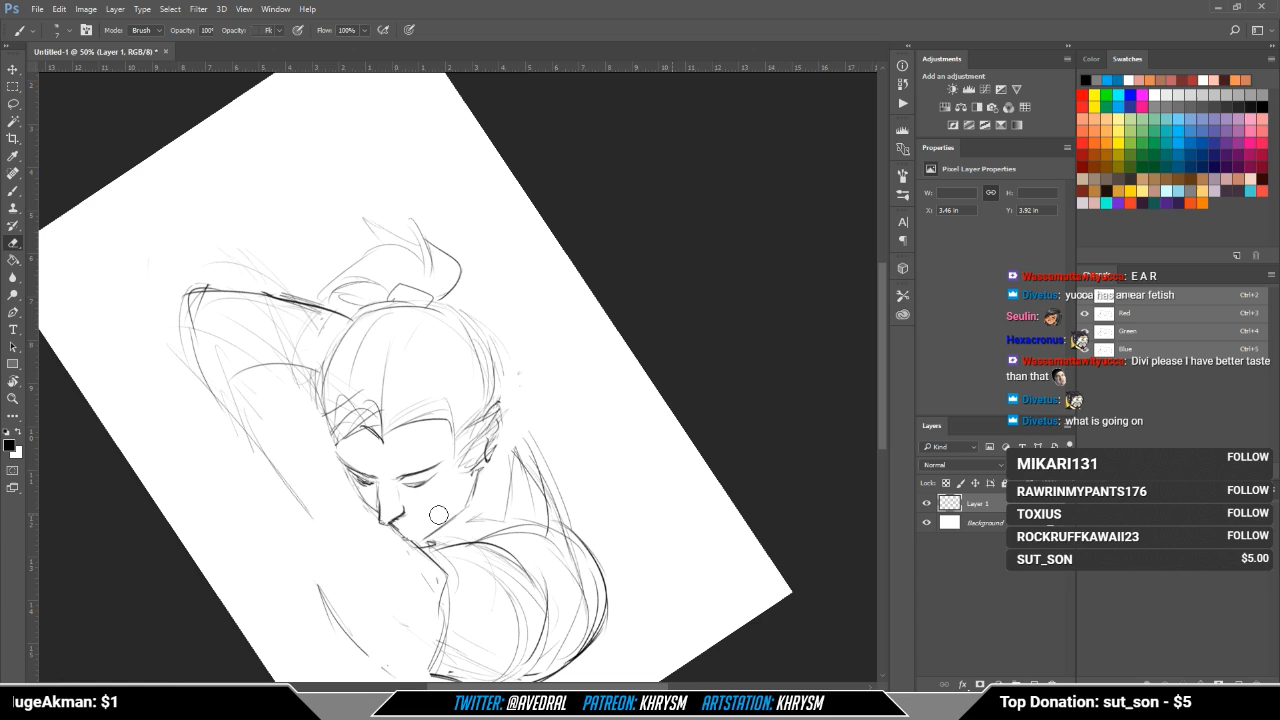 Ps File Edit Image Layer Type Select Filter 3D View Window Help
Mode: Brush Opacity: 100% Opacity: Flow: 100%
Untitled-1 @ 50% (Layer 1, RGB/8) *
Adjustments
Add an adjustment
Properties
Pixel Layer Properties
W: H:
X: 3.46 in Y: 3.92 in
Color Swatches
Wassamattawityucca: E A R
Divetus: yucca has an ear fetish
Ctrl+2
Seulin:
Red Ctrl+3
Hexacronus:
Green Ctrl+4
Blue Ctrl+5
Wassamattawityucca: Divi please I have better taste
than that
Divetus:
Divetus: what is going on
Layers
Kind
Normal
Lock:
Layer 1
Background
MIKARI131 FOLLOW
RAWRINMYPANTS176 FOLLOW
TOXIUS FOLLOW
ROCKRUFFKAWAII23 FOLLOW
SUT_SON $5.00
lugeAkman: $1
TWITTER: @AVEDRAL PATREON: KHRYSM ARTSTATION: KHRYSM
Top Donation: sut_son - $5